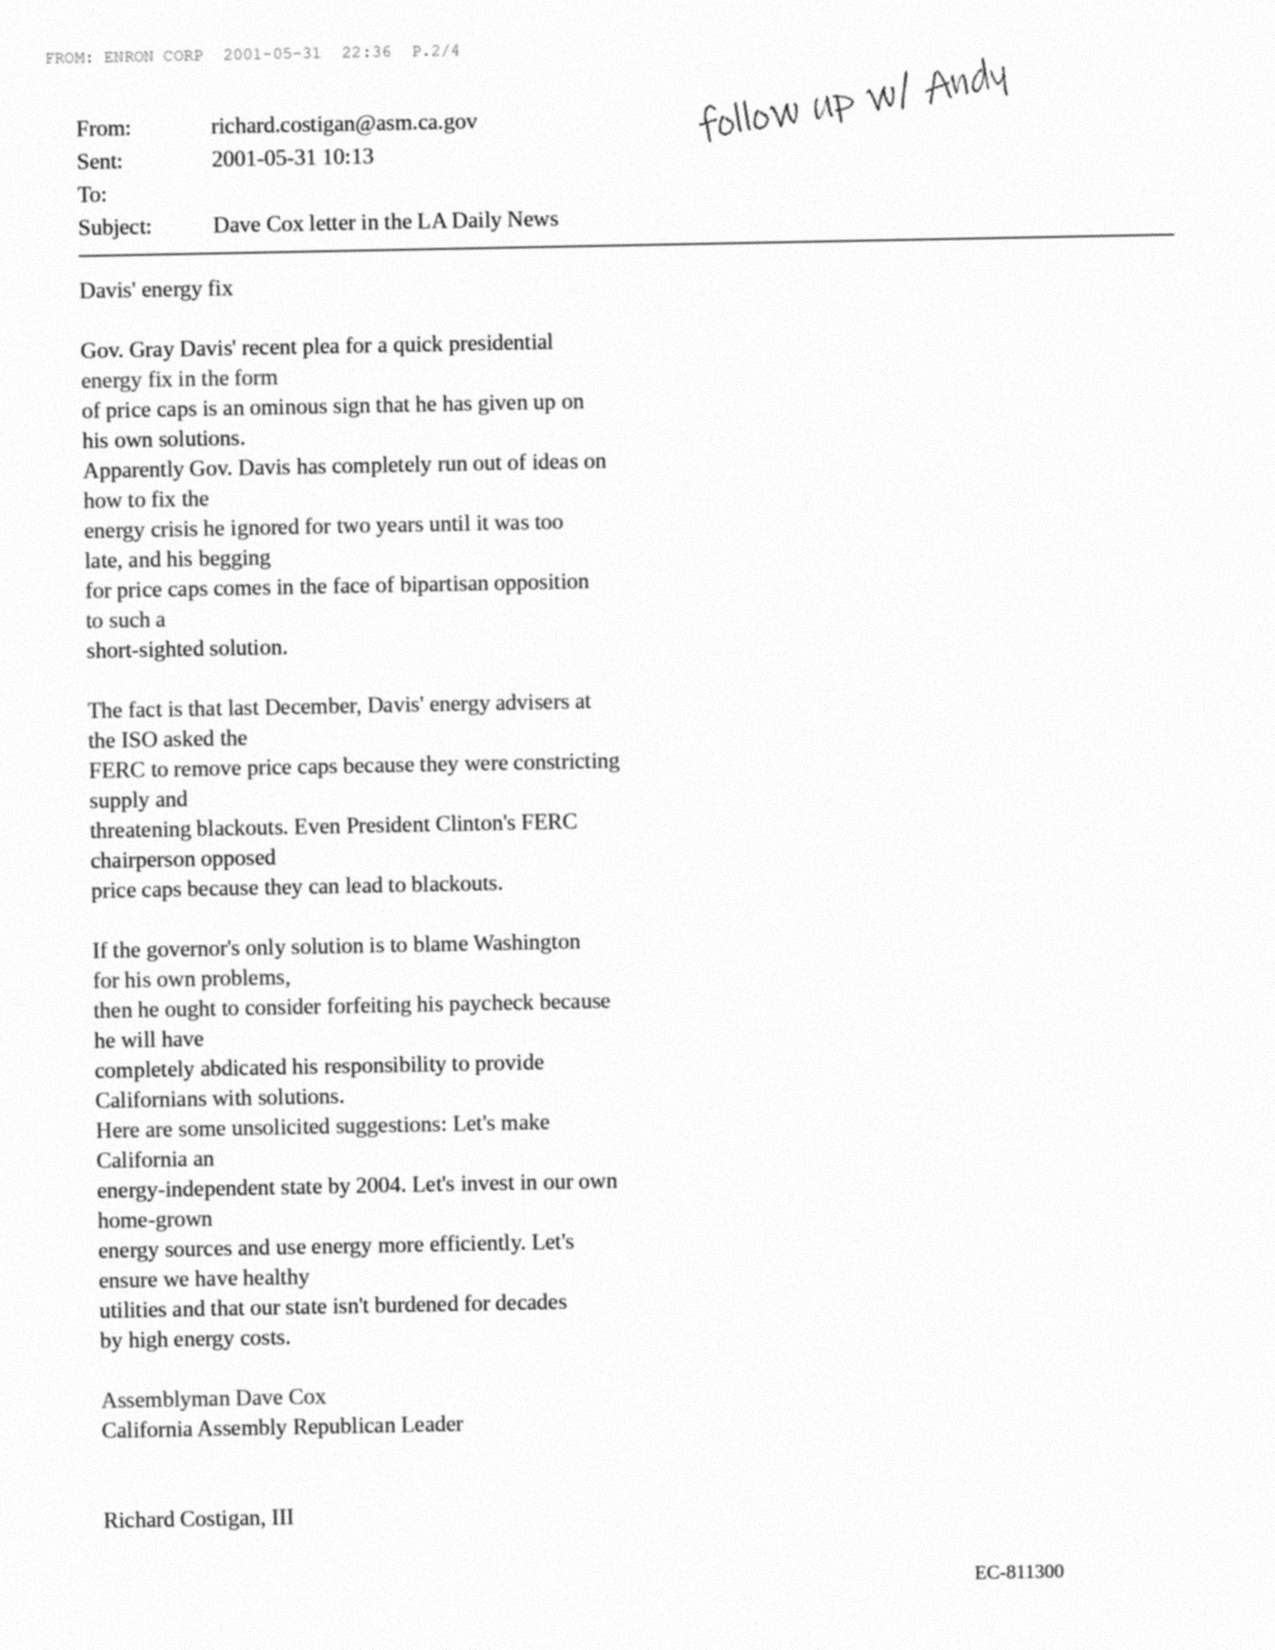 FROM: ENRON CORP 2001-05-31 22:36 P.2/4
follow up w/ Andy
From: richard.costigan@asm.ca.gov
Sent: 2001-05-31 10:13
To:
Subject: Dave Cox letter in the LA Daily News
Davis' energy fix
Gov. Gray Davis' recent plea for a quick presidential
energy fix in the form
of price caps is an ominous sign that he has given up on
his own solutions.
Apparently Gov. Davis has completely run out of ideas on
how to fix the
energy crisis he ignored for two years until it was too
late, and his begging
for price caps comes in the face of bipartisan opposition
to such a
short-sighted solution.
The fact is that last December, Davis' energy advisers at
the ISO asked the
FERC to remove price caps because they were constricting
supply and
threatening blackouts. Even President Clinton's FERC
chairperson opposed
price caps because they can lead to blackouts.
If the governor's only solution is to blame Washington
for his own problems,
then he ought to consider forfeiting his paycheck because
he will have
completely abdicated his responsibility to provide
Californians with solutions.
Here are some unsolicited suggestions: Let's make
California an
energy-independent state by 2004. Let's invest in our own
home-grown
energy sources and use energy more efficiently. Let's
ensure we have healthy
utilities and that our state isn't burdened for decades
by high energy costs.
Assemblyman Dave Cox
California Assembly Republican Leader
Richard Costigan, III
EC-811300